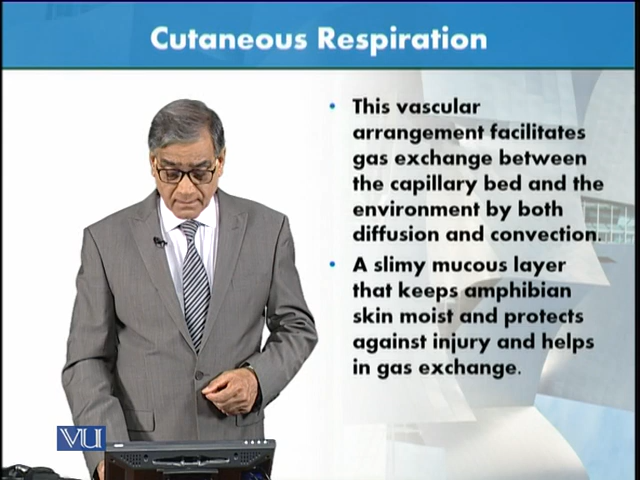 Cutaneous Respiration
• This vascular
arrangement facilitates
gas exchange between
the capillary bed and the
environment by both
diffusion and convection.
• A slimy mucous layer
that keeps amphibian
skin moist and protects
against injury and helps
in gas exchange.
VU